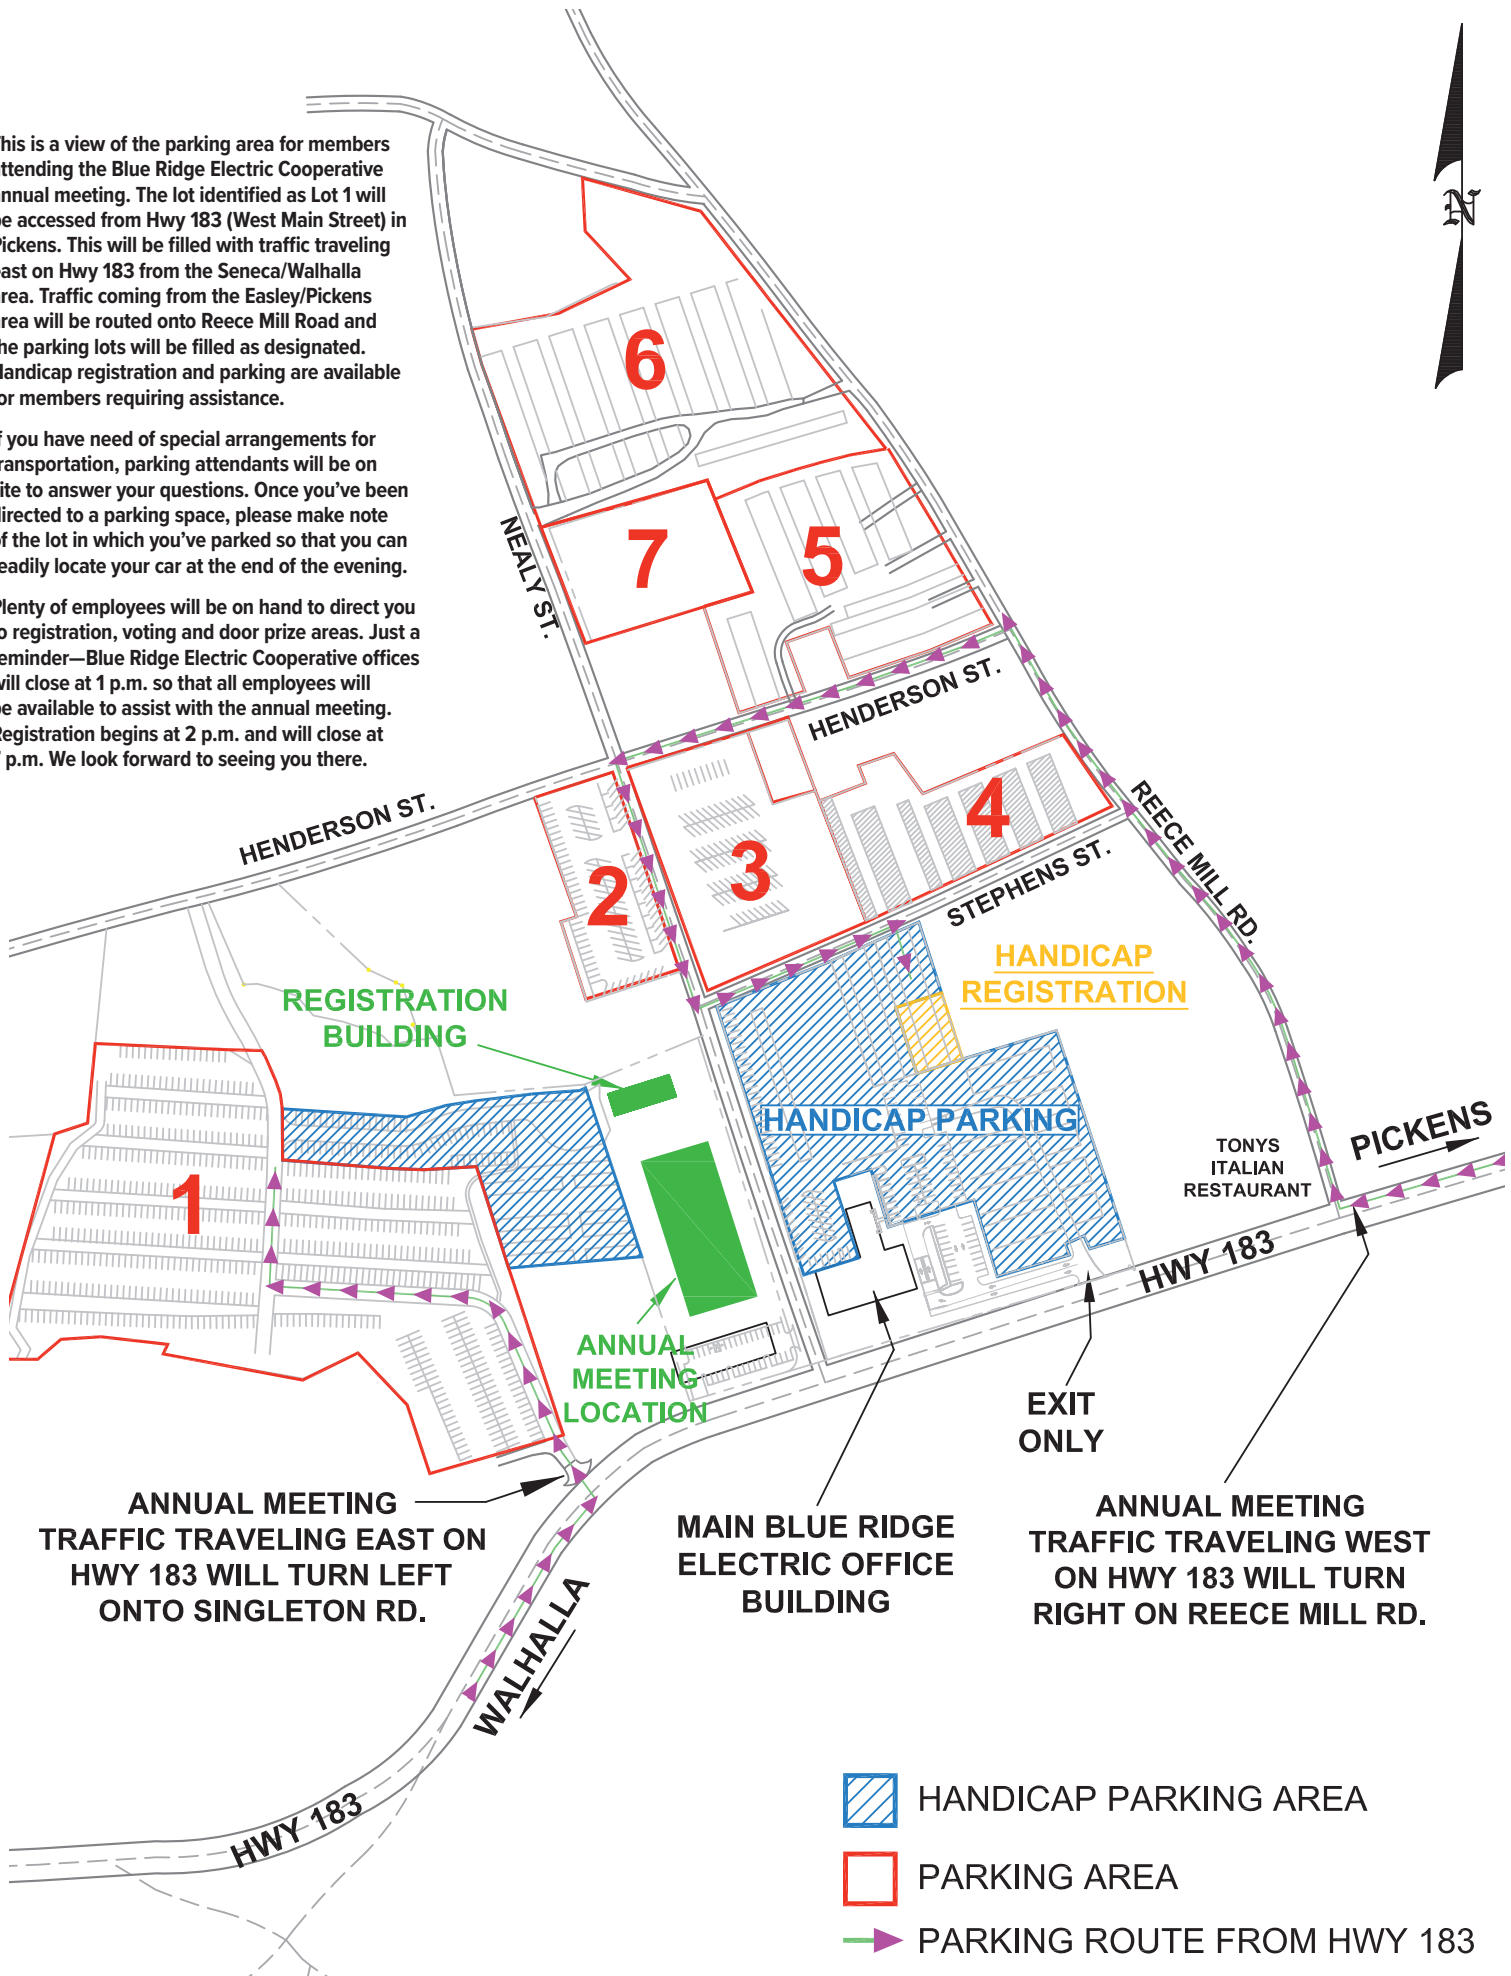 his is a view of the parking area for members
ttending the Blue Ridge Electric Cooperative
nnual meeting. The lot identified as Lot 1 will
e accessed from Hwy 183 (West Main Street) in
ickens. This will be filled with traffic traveling
ast on Hwy 183 from the Seneca/Walhalla
rea. Traffic coming from the Easley/Pickens
rea will be routed onto Reece Mill Road and
he parking lots will be filled as designated.
andicap registration and parking are available
or members requiring assistance.
f you have need of special arrangements for
ransportation, parking attendants will be on
ite to answer your questions. Once you've been
irected to a parking space, please make note
f the lot in which you've parked so that you can
eadily locate your car at the end of the evening.
lenty of employees will be on hand to direct you
o registration, voting and door prize areas. Just a
eminder—Blue Ridge Electric Cooperative offices
ill close at 1 p.m. so that all employees will
e available to assist with the annual meeting.
egistration begins at 2 p.m. and will close at
p.m. We look forward to seeing you there.
N
6
7
5
NEALY ST.
HENDERSON ST.
4
3
2
HENDERSON ST.
STEPHENS ST.
REECE MILL RD.
HANDICAP
REGISTRATION
REGISTRATION
BUILDING
HANDICAP PARKING
1
TONYS
ITALIAN
RESTAURANT
PICKENS
HWY 183
ANNUAL
MEETING
LOCATION
EXIT
ONLY
ANNUAL MEETING
TRAFFIC TRAVELING EAST ON
HWY 183 WILL TURN LEFT
ONTO SINGLETON RD.
MAIN BLUE RIDGE
ELECTRIC OFFICE
BUILDING
ANNUAL MEETING
TRAFFIC TRAVELING WEST
ON HWY 183 WILL TURN
RIGHT ON REECE MILL RD.
WALHALLA
HWY 183
HANDICAP PARKING AREA
PARKING AREA
PARKING ROUTE FROM HWY 183